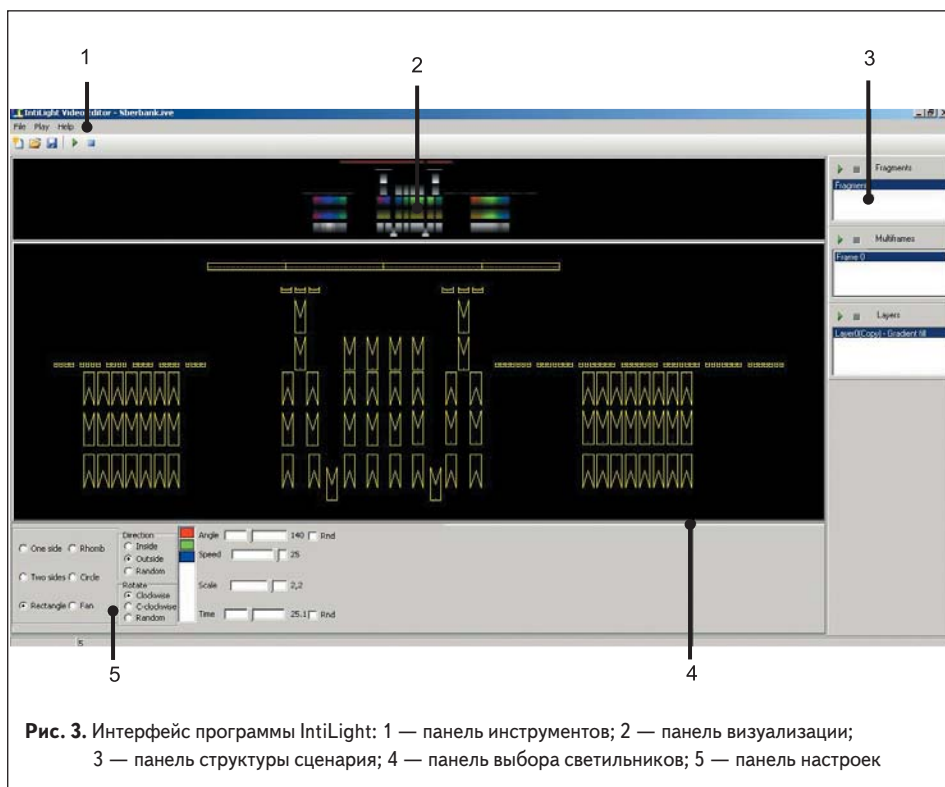 1
2
3
IntiLight Video Editor - Sberbank.ive
File Play Help
Fragments
Fragment
Multiframes
Frame 0
Layers
Layer0(Copy) - Gradient fill
One side Rhomb
Two sides Circle
Rectangle Fan
Direction
Inside
Outside
Random
Rotate
Clockwise
C-clockwise
Random
Angle 140 Rnd
Speed 25
Scale 2,2
Time 25.1 Rnd
5
5
4
Рис. 3. Интерфейс программы IntiLight: 1 — панель инструментов; 2 — панель визуализации;
3 — панель структуры сценария; 4 — панель выбора светильников; 5 — панель настроек